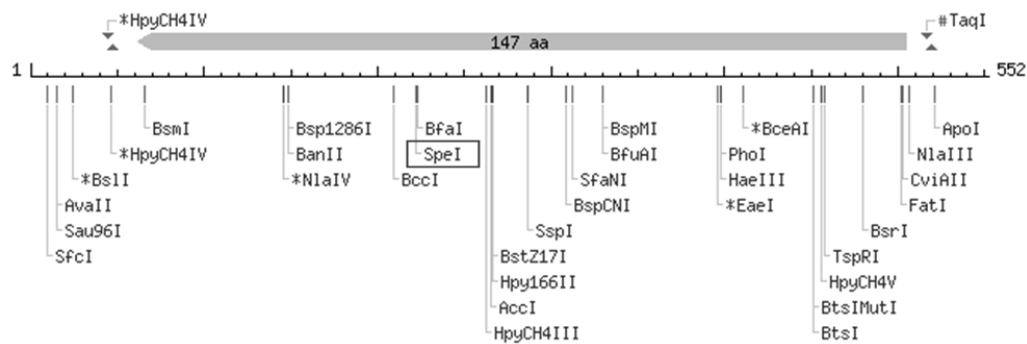 *HpyCH4IV #TaqI
147 aa
1 552
BsmI Bsp1286I BfaI BspMI *BceAI ApoI
*HpyCH4IV BanII SpeI BfuAI PhoI NlaIII
*BslI *NlaIV BccI SfaNI HaeIII CviAII
AvaII BspCNI *EaeI FatI
Sau96I SspI BsrI
SfcI BstZ17I TspRI
Hpy166II HpyCH4V
AccI BtsIMutI
HpyCH4III BtsI